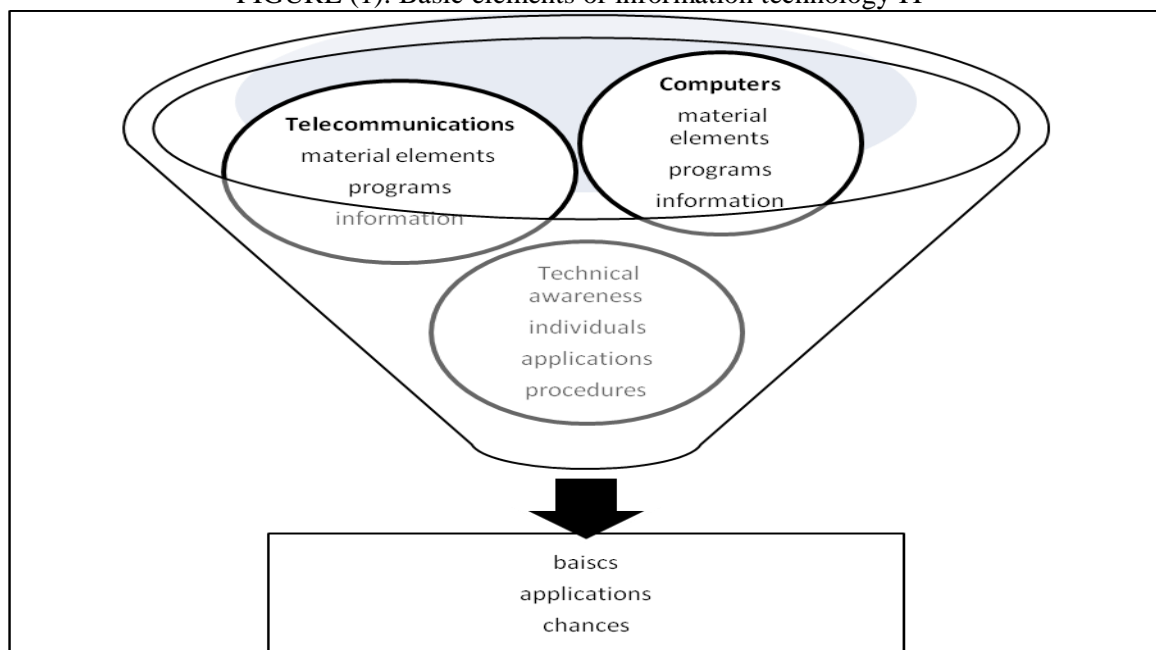 FIGURE (1): Basic elements of information technology IT
Telecommunications
material elements
programs
information
Computers
material
elements
programs
information
Technical
awareness
individuals
applications
procedures
baiscs
applications
chances